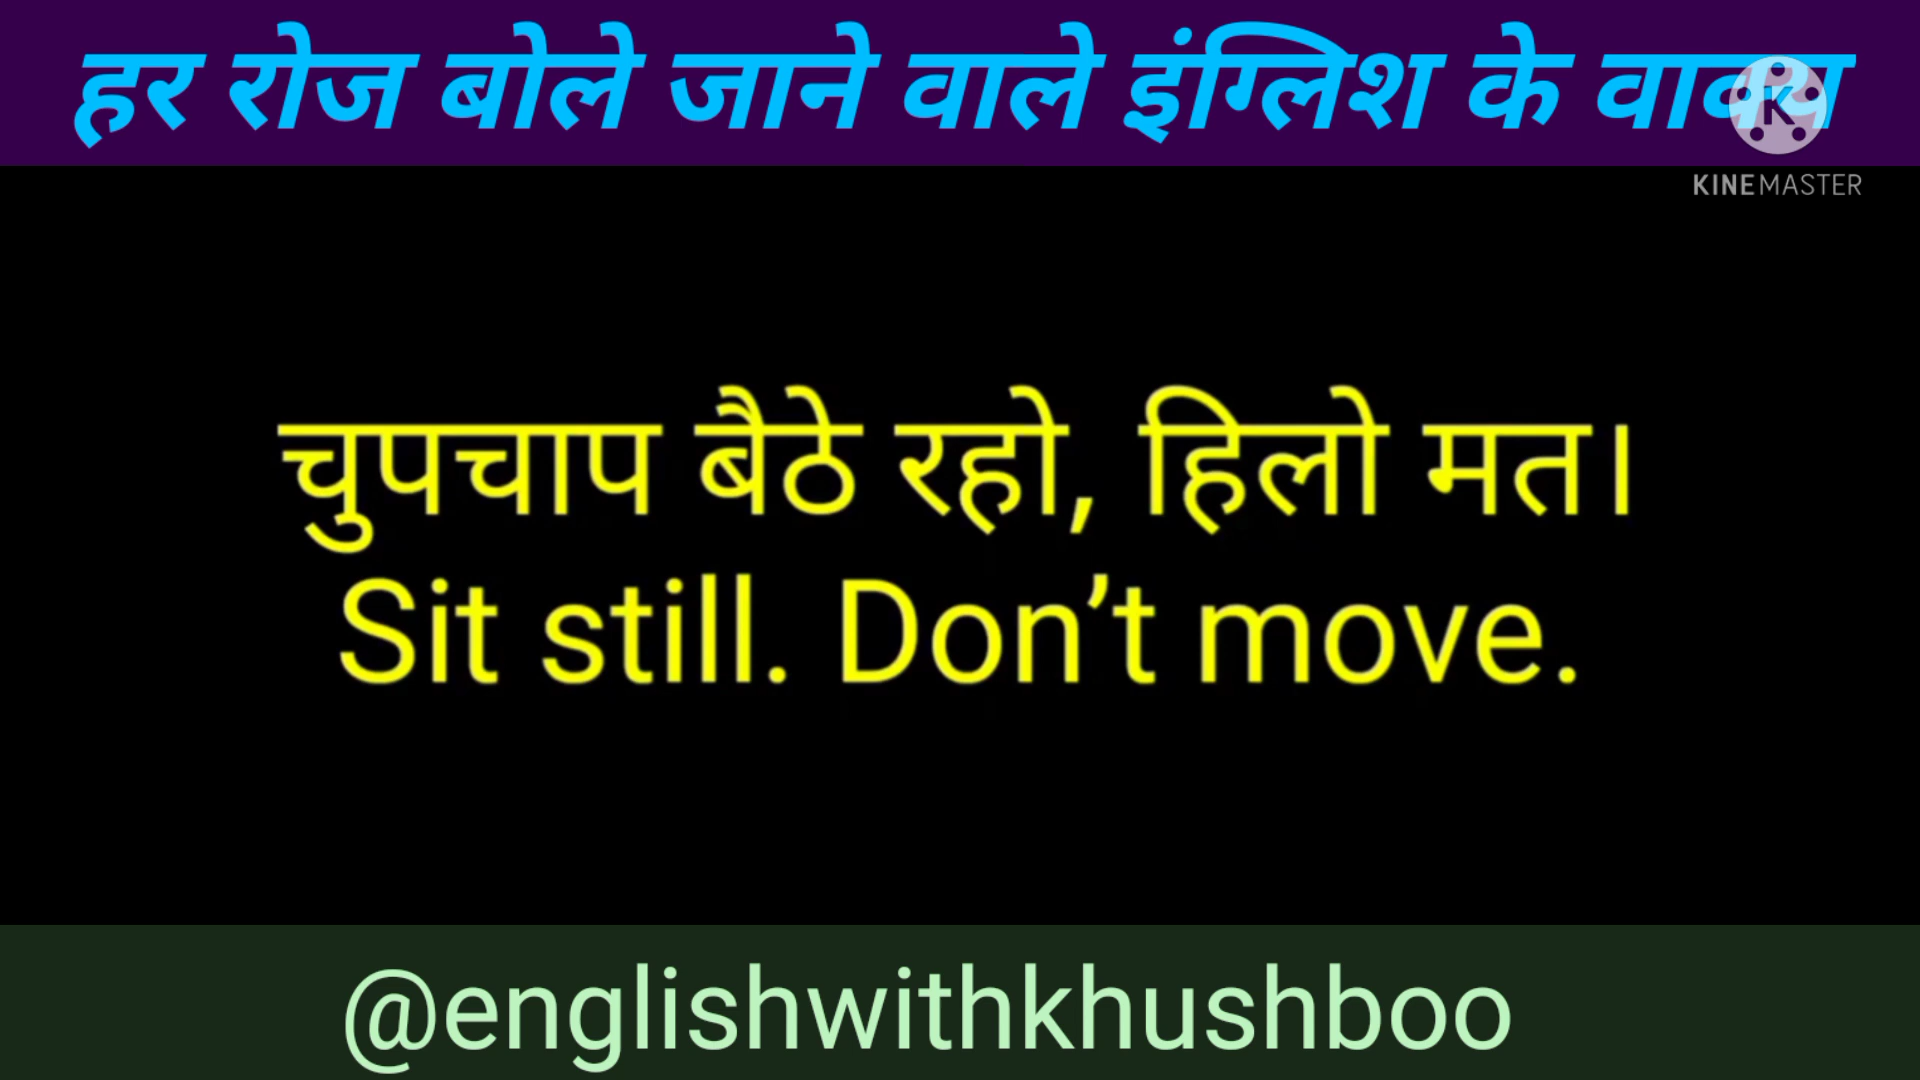 हर रोज बोले जाने वाले इंग्लिश के वाक्य
KINEMASTER
चुपचाप बैठे रहो, हिलो मत।
Sit still. Don’t move.
@englishwithkhushboo